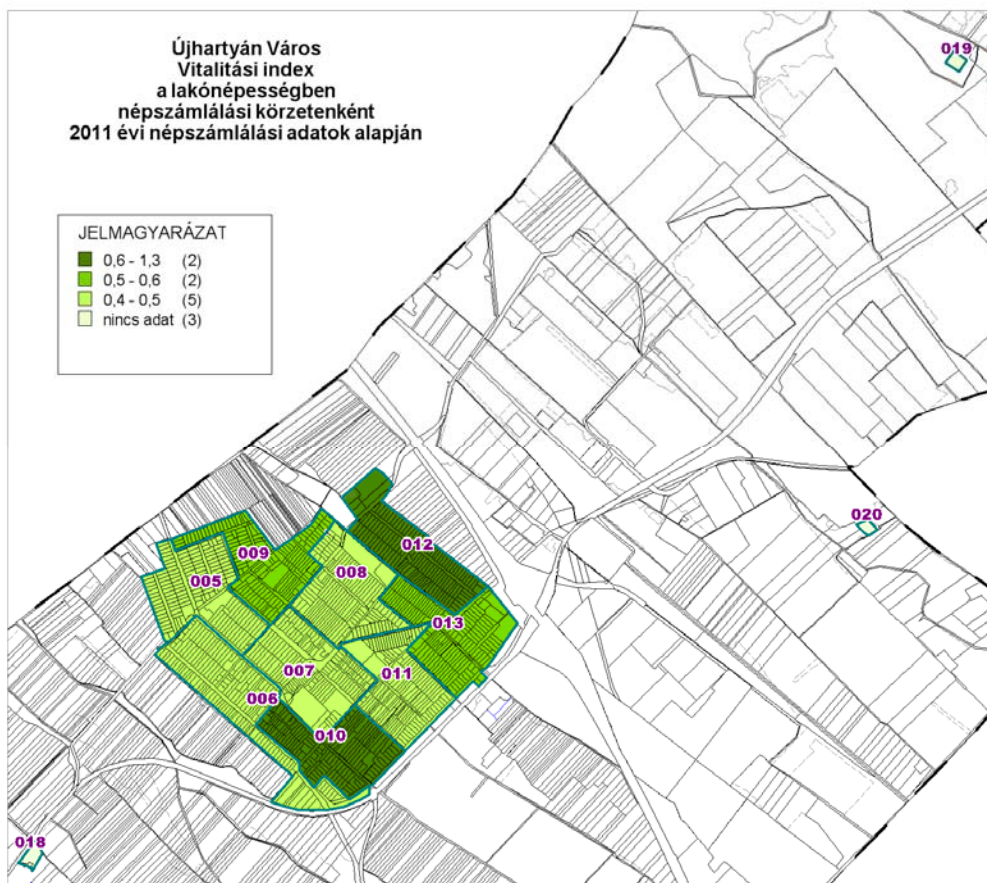 Újhartyán Város
Vitalitási index
a lakónépességben
népszámlálási körzetenként
2011 évi népszámlálási adatok alapján
019
JELMAGYARÁZAT
0,6 - 1,3 (2)
0,5 - 0,6 (2)
0,4 - 0,5 (5)
nincs adat (3)
020
012
009
008
005
013
007
011
006
010
018